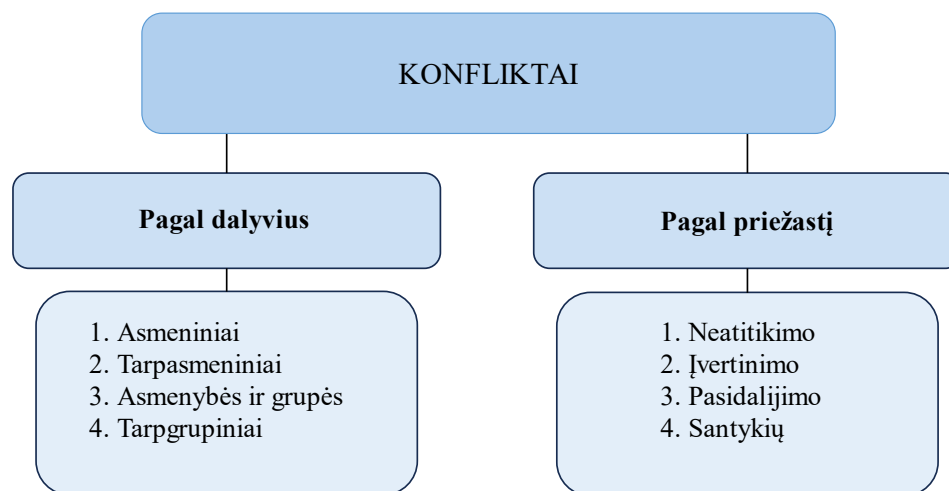 KONFLIKTAI
Pagal dalyvius
1. Asmeniniai
2. Tarpasmeniniai
3. Asmenybės ir grupės
4. Tarpgrupiniai
Pagal priežastį
1. Neatitikimo
2. Įvertinimo
3. Pasidalijimo
4. Santykių